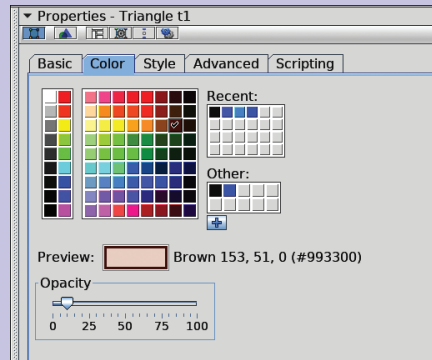 Properties - Triangle t1
Basic Color Style Advanced Scripting
Recent:
Other:
Preview: Brown 153, 51, 0 (#993300)
Opacity
0 25 50 75 100